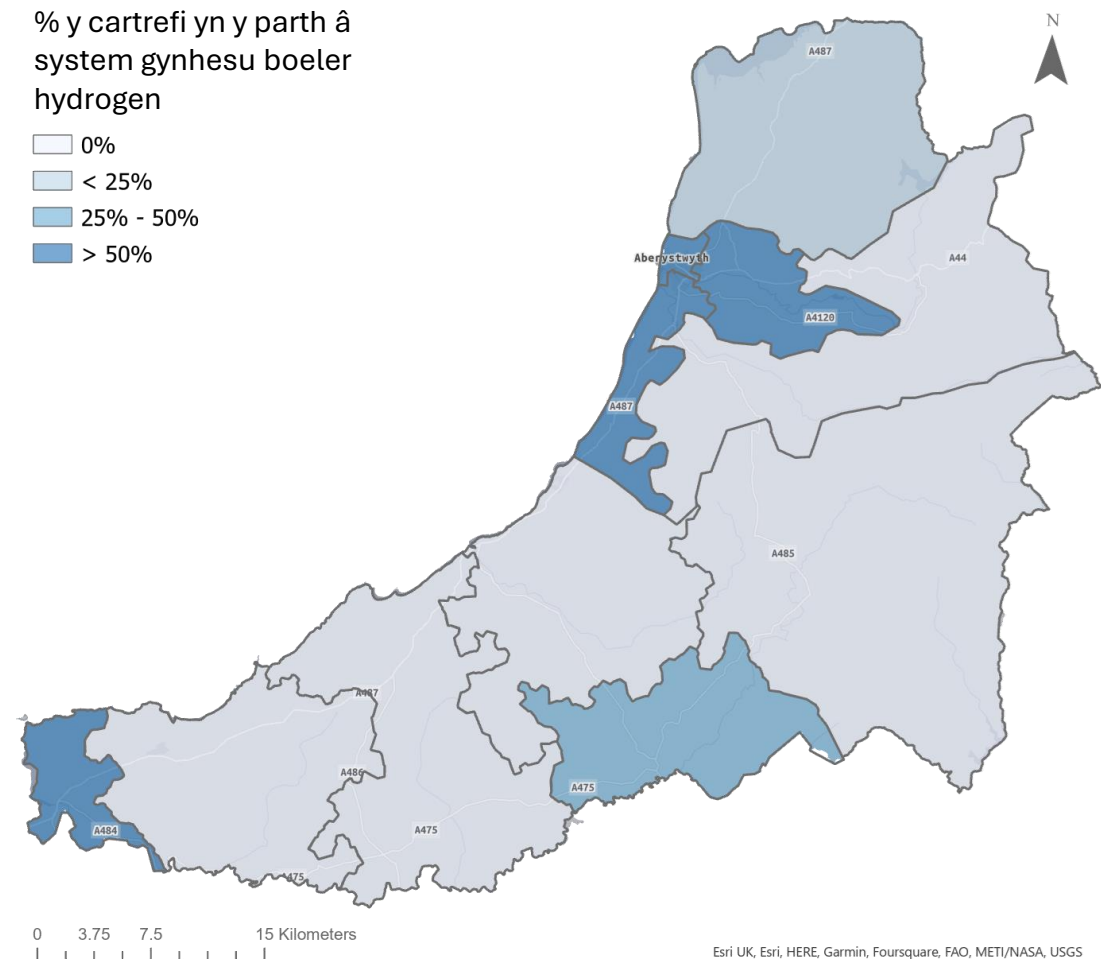 % y cartrefi yn y parth â
system gynhesu boeler
hydrogen
0%
< 25%
25% - 50%
> 50%
N
A487
Aberystwyth
A44
A4120
A487
A485
A487
A486
A475
A484
A475
A475
0 3.75 7.5 15 Kilometers
Esri UK, Esri, HERE, Garmin, Foursquare, FAO, METI/NASA, USGS